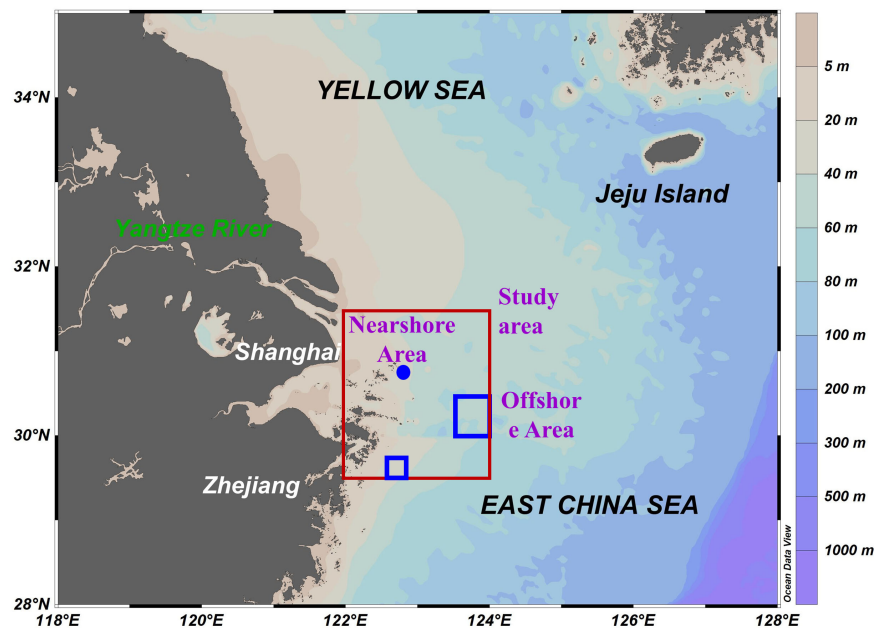 YELLOW SEA
34°N
Jeju Island
Yangtze River
32°N
Study
area
Nearshore
Area
Shanghai
Offshor
e Area
30°N
Zhejiang
EAST CHINA SEA
28°N
118°E
120°E
122°E
124°E
126°E
128°E
5 m
20 m
40 m
60 m
80 m
100 m
200 m
300 m
500 m
1000 m
Ocean Data View